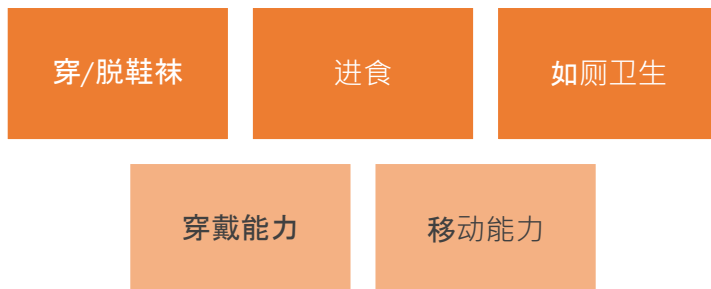 穿/脱鞋袜
进食
如厕卫生
穿戴能力
移动能力